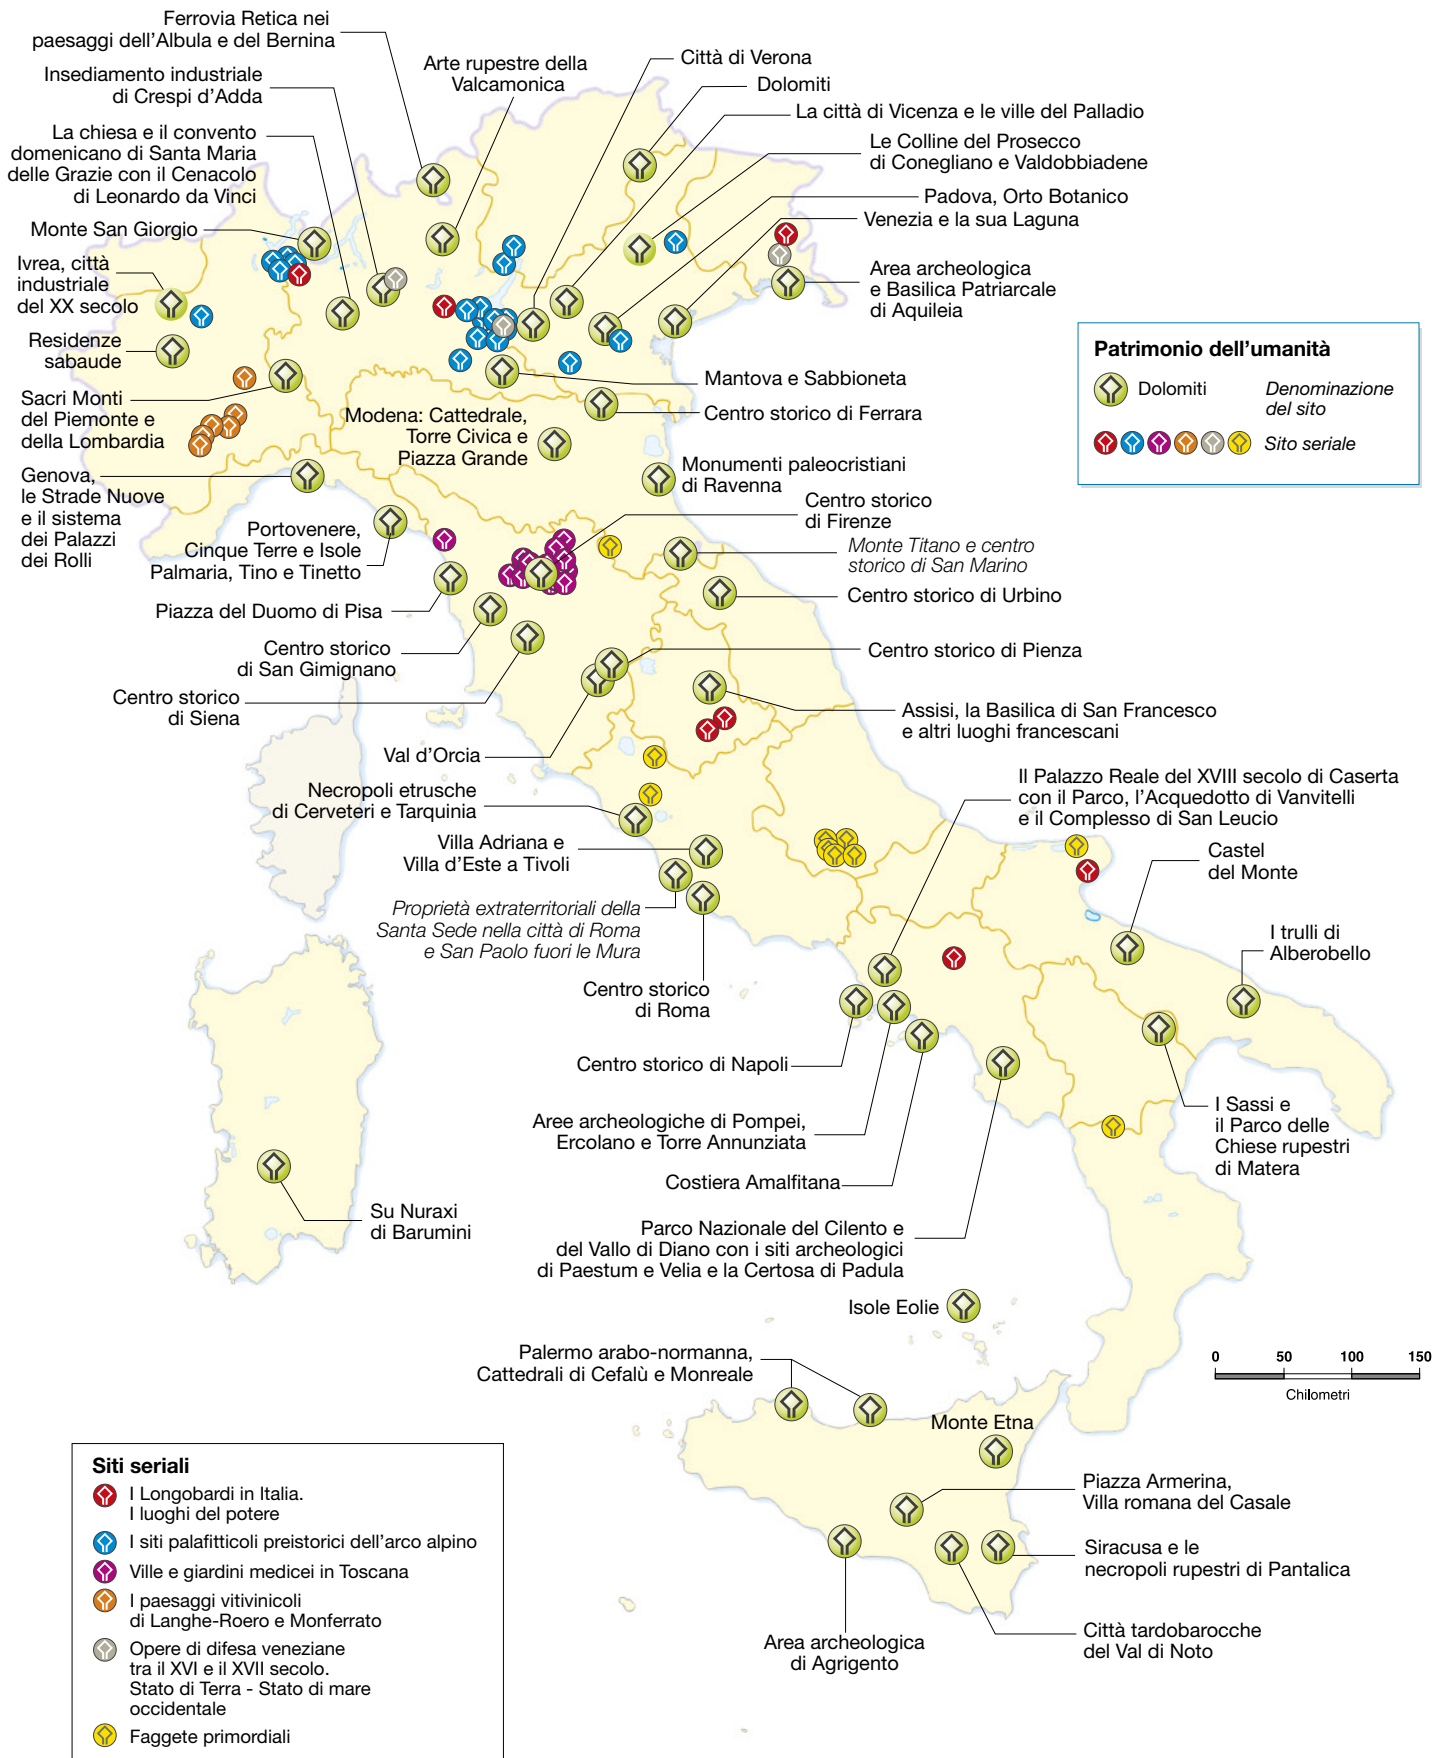 Ferrovia Retica nei
paesaggi dell'Albula e del Bernina
Insediamento industriale
di Crespi d'Adda
La chiesa e il convento
domenicano di Santa Maria
delle Grazie con il Cenacolo
di Leonardo da Vinci
Monte San Giorgio
Ivrea, città
industriale
del XX secolo
Residenze
sabaude
Sacri Monti
del Piemonte e
della Lombardia
Genova,
le Strade Nuove
e il sistema
dei Palazzi
dei Rolli
Arte rupestre della
Valcamonica
Città di Verona
Dolomiti
La città di Vicenza e le ville del Palladio
Le Colline del Prosecco
di Conegliano e Valdobbiadene
Padova, Orto Botanico
Venezia e la sua Laguna
Area archeologica
e Basilica Patriarcale
di Aquileia
Patrimonio dell'umanità
Dolomiti
Denominazione
del sito
Sito seriale
Mantova e Sabbioneta
Centro storico di Ferrara
Modena: Cattedrale,
Torre Civica e
Piazza Grande
Monumenti paleocristiani
di Ravenna
Centro storico
di Firenze
Monte Titano e centro
storico di San Marino
Centro storico di Urbino
Portovenere,
Cinque Terre e Isole
Palmaria, Tino e Tinetto
Piazza del Duomo di Pisa
Centro storico
di San Gimignano
Centro storico
di Siena
Centro storico di Pienza
Assisi, la Basilica di San Francesco
e altri luoghi francescani
Val d'Orcia
Necropoli etrusche
di Cerveteri e Tarquinia
Villa Adriana e
Villa d'Este a Tivoli
Proprietà extraterritoriali della
Santa Sede nella città di Roma
e San Paolo fuori le Mura
Centro storico
di Roma
Il Palazzo Reale del XVIII secolo di Caserta
con il Parco, l'Acquedotto di Vanvitelli
e il Complesso di San Leucio
Castel
del Monte
I trulli di
Alberobello
Centro storico di Napoli
Aree archeologiche di Pompei,
Ercolano e Torre Annunziata
Costiera Amalfitana
Parco Nazionale del Cilento e
del Vallo di Diano con i siti archeologici
di Paestum e Velia e la Certosa di Padula
I Sassi e
il Parco delle
Chiese rupestri
di Matera
Su Nuraxi
di Barumini
Isole Eolie
Palermo arabo-normanna,
Cattedrali di Cefalù e Monreale
Monte Etna
0 50 100 150
Chilometri
Piazza Armerina,
Villa romana del Casale
Siracusa e le
necropoli rupestri di Pantalica
Città tardobarocche
del Val di Noto
Area archeologica
di Agrigento
Siti seriali
I Longobardi in Italia.
I luoghi del potere
I siti palafitticoli preistorici dell'arco alpino
Ville e giardini medicei in Toscana
I paesaggi vitivinicoli
di Langhe-Roero e Monferrato
Opere di difesa veneziane
tra il XVI e il XVII secolo.
Stato di Terra - Stato di mare
occidentale
Faggete primordiali